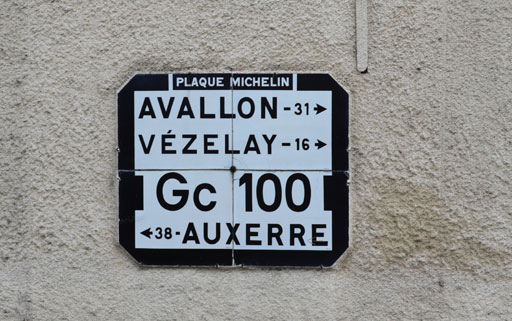 PLAQUE MICHELIN
AVALLON-31→
VÉZELAY-16→
Gc 100
←38-AUXERRE